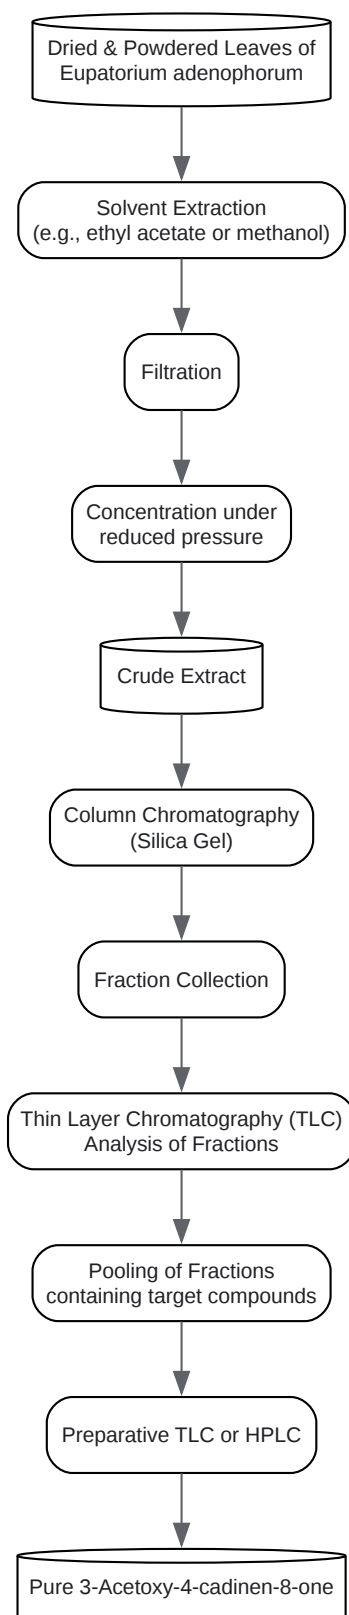 Dried & Powdered Leaves of
Eupatorium adenophorum
Solvent Extraction
(e.g., ethyl acetate or methanol)
Filtration
Concentration under
reduced pressure
Crude Extract
Column Chromatography
(Silica Gel)
Fraction Collection
Thin Layer Chromatography (TLC)
Analysis of Fractions
Pooling of Fractions
containing target compounds
Preparative TLC or HPLC
Pure 3-Acetoxy-4-cadinen-8-one